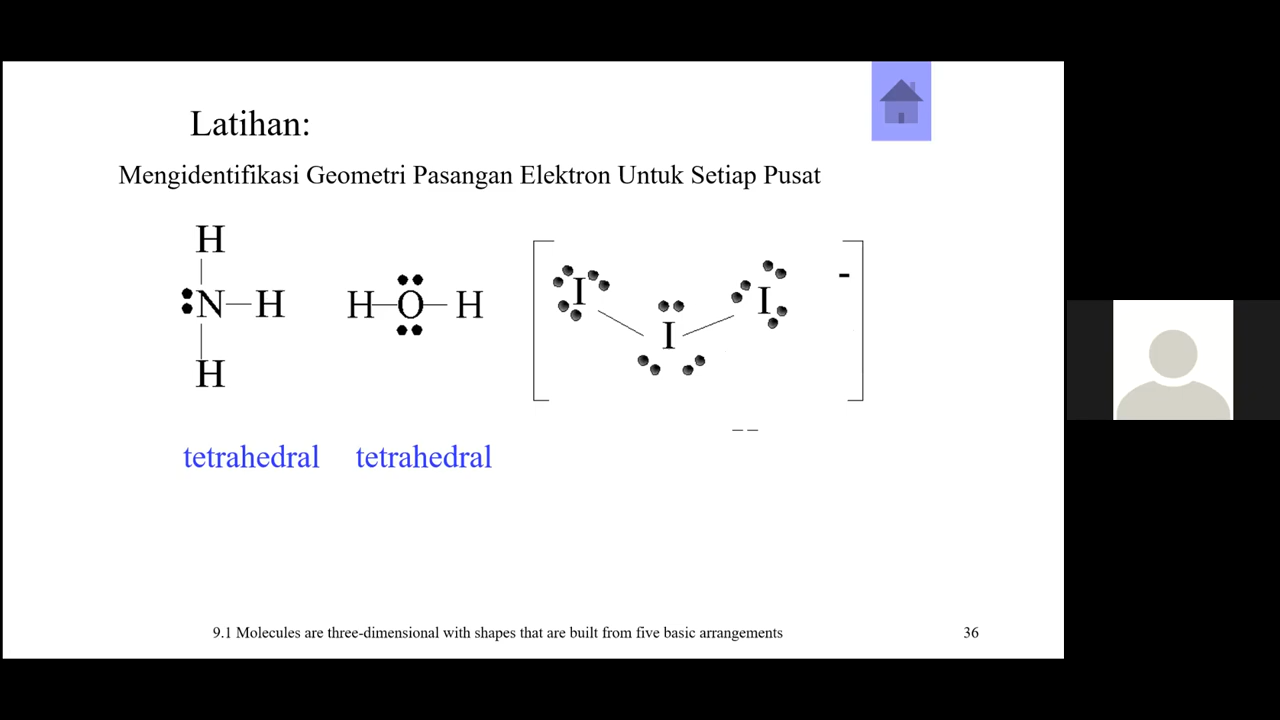 Latihan:
Mengidentifikasi Geometri Pasangan Elektron Untuk Setiap Pusat
H
N H
H
H O H
I I I -
tetrahedral tetrahedral
9.1 Molecules are three-dimensional with shapes that are built from five basic arrangements
36